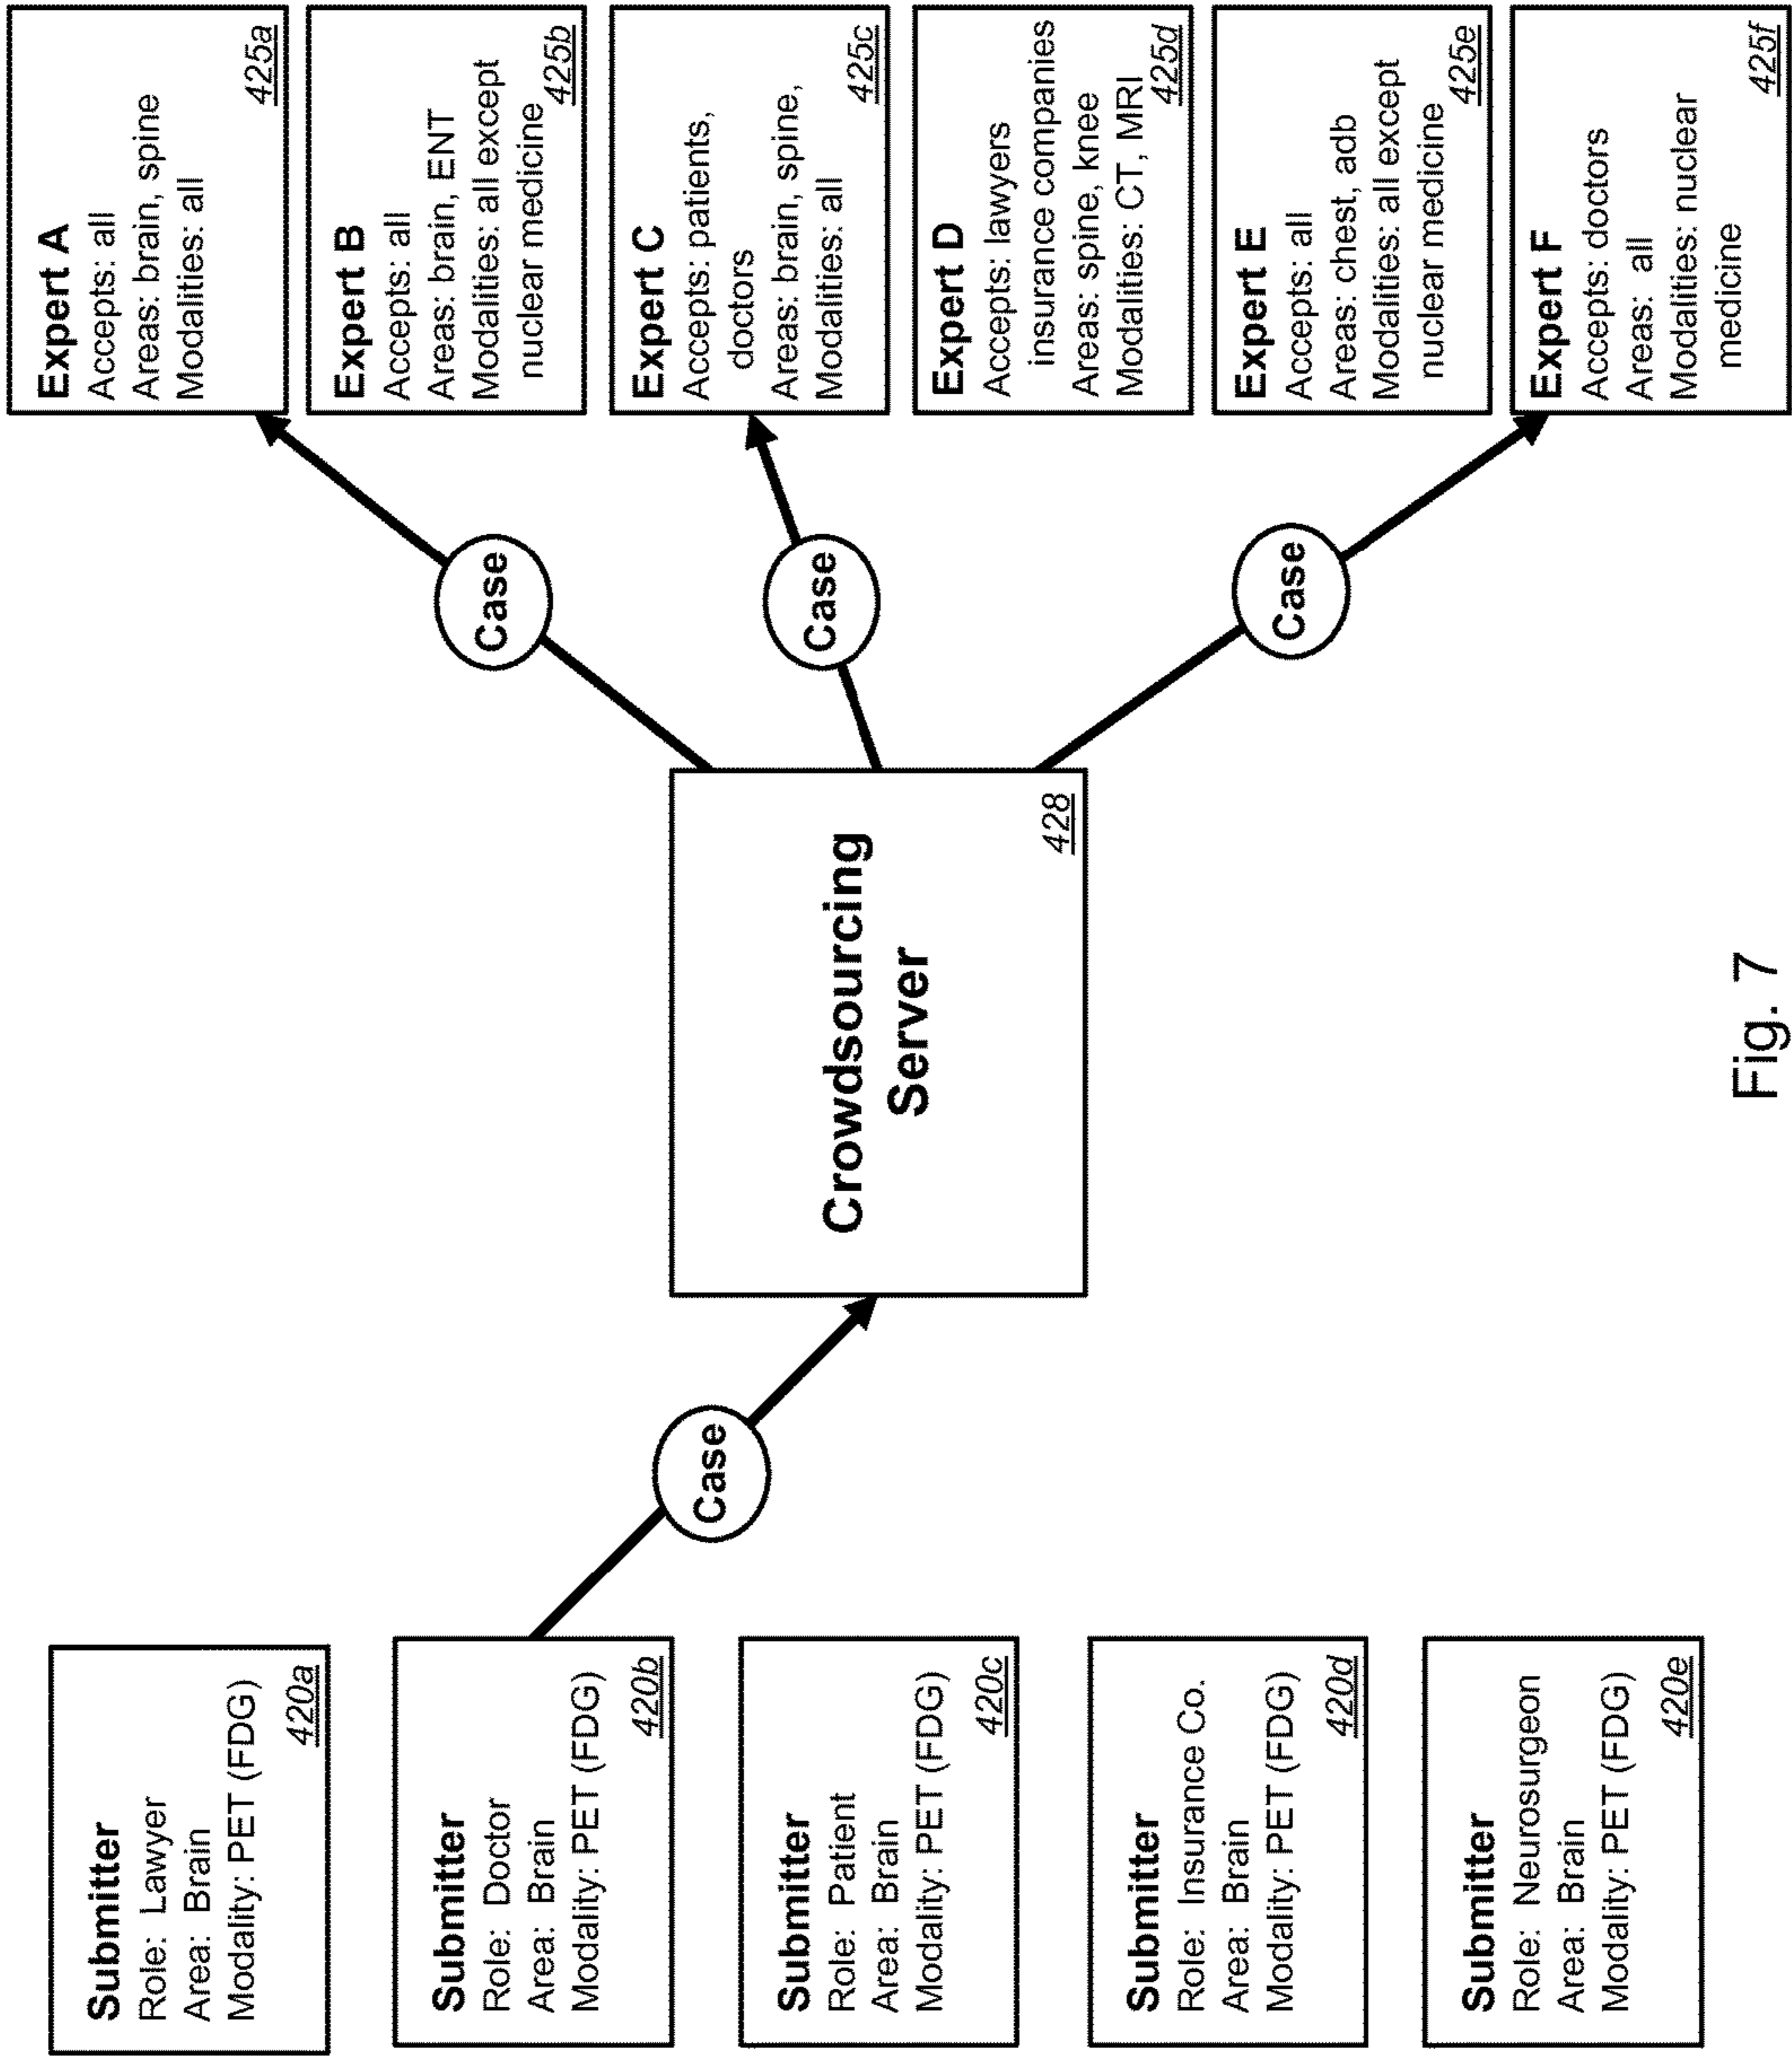 Submitter
Role: Lawyer
Area: Brain
Modality: PET (FDG)
420a
Submitter
Role: Doctor
Area: Brain
Modality: PET (FDG)
420b
Submitter
Role: Patient
Area: Brain
Modality: PET (FDG)
420c
Submitter
Role: Insurance Co.
Area: Brain
Modality: PET (FDG)
420d
Submitter
Role: Neurosurgeon
Area: Brain
Modality: PET (FDG)
420e
Case
Crowdsourcing
Server
428
Case
Case
Case
Expert A
Accepts: all
Areas: brain, spine
Modalities: all
425a
Expert B
Accepts: all
Areas: brain, ENT
Modalities: all except
nuclear medicine
425b
Expert C
Accepts: patients,
doctors
Areas: brain, spine,
Modalities: all
425c
Expert D
Accepts: lawyers
insurance companies
Areas: spine, knee
Modalities: CT, MRI
425d
Expert E
Accepts: all
Areas: chest, adb
Modalities: all except
nuclear medicine
425e
Expert F
Accepts: doctors
Areas: all
Modalities: nuclear
medicine
425f
Fig. 7